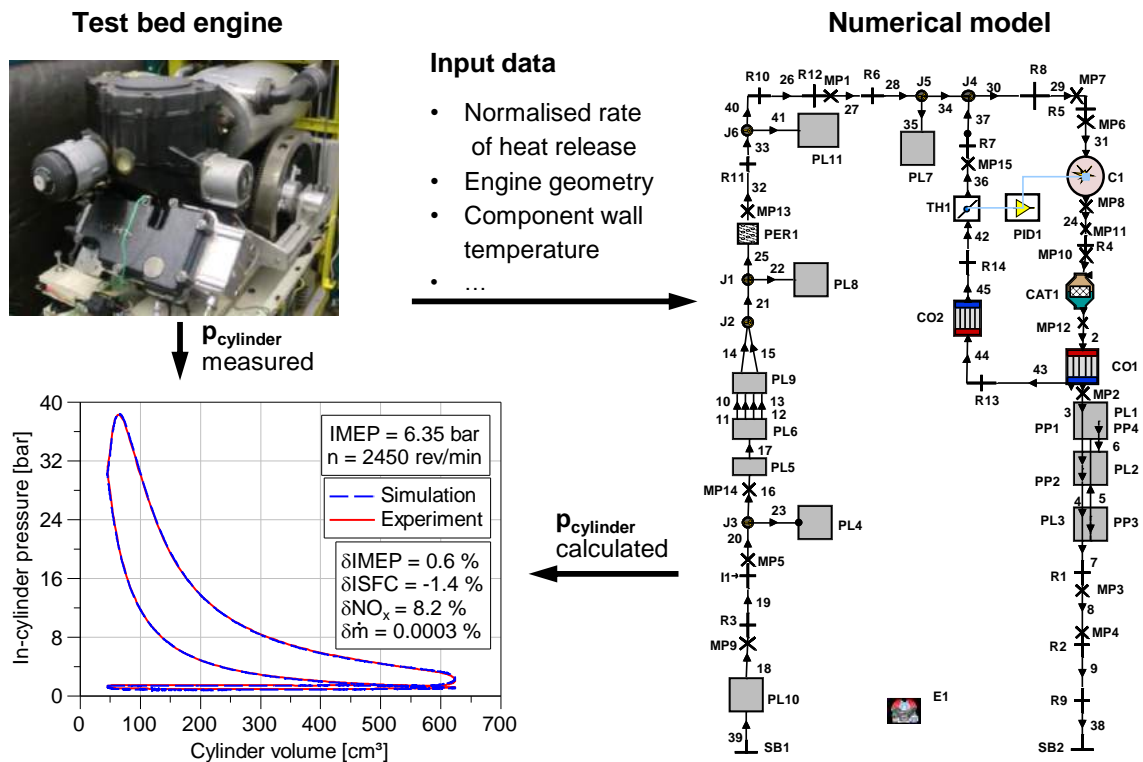 Test bed engine
Numerical model
Input data
• Normalised rate
of heat release
• Engine geometry
• Component wall
temperature
• ...
p_cylinder
measured
p_cylinder
calculated
In-cylinder pressure [bar]
40
32
24
16
8
0
0 100 200 300 400 500 600 700
Cylinder volume [cm³]
IMEP = 6.35 bar
n = 2450 rev/min
Simulation
Experiment
δIMEP = 0.6 %
δISFC = -1.4 %
δNOₓ = 8.2 %
δṁ = 0.0003 %
R10 26 R12 MP1 R6 28 J5 J4 30 R8 29 MP7
40 27 34 R5
41 35 37 MP6
J6 31
33 PL11 R7
R11 PL7 MP15 C1
32 36 MP8
MP13 TH1 24
PER1 PID1 MP11
25 42 R4
J1 22 R14 MP10
PL8 45 CAT1
21 CO2 MP12
J2 2
14 15 44 43 CO1
PL9 R13 MP2
10 13 3 PL1
11 12 PP1 PP4
PL6 6
17 PL2
PL5 PP2
MP14 16 4 5
J3 23 PL4 PL3 PP3
20
MP5 7
I1 R1
19 MP3
8
R3 MP4
MP9 R2
18 9
PL10 E1 R9
39 38
SB1 SB2